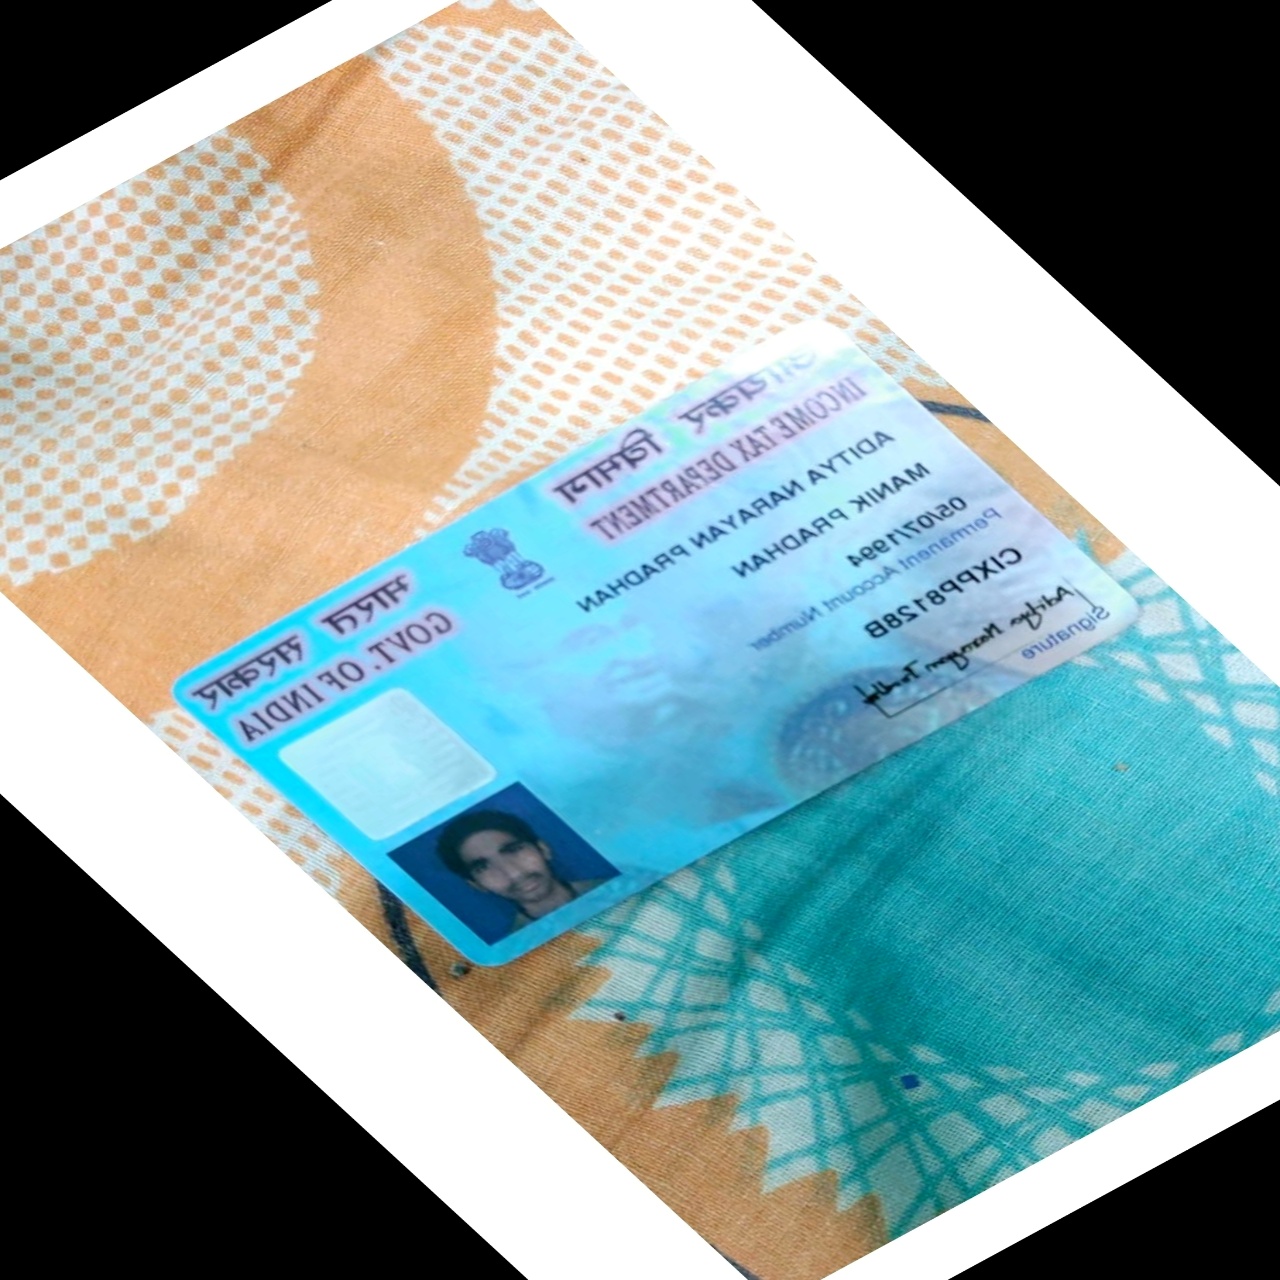 आयकर विभाग
INCOME TAX DEPARTMENT
भारत सरकार
GOVT. OF INDIA
ADITYA NARAYAN PRADHAN
MANIK PRADHAN
05/07/1994
Permanent Account Number
CIXPP8128B
Aditya Narayan Pradhan
Signature